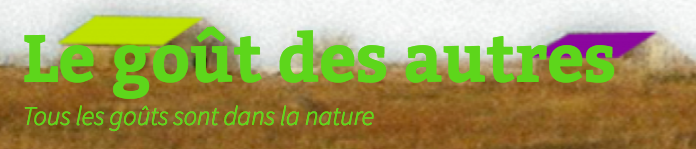 Le goût des autres
Tous les goûts sont dans la nature